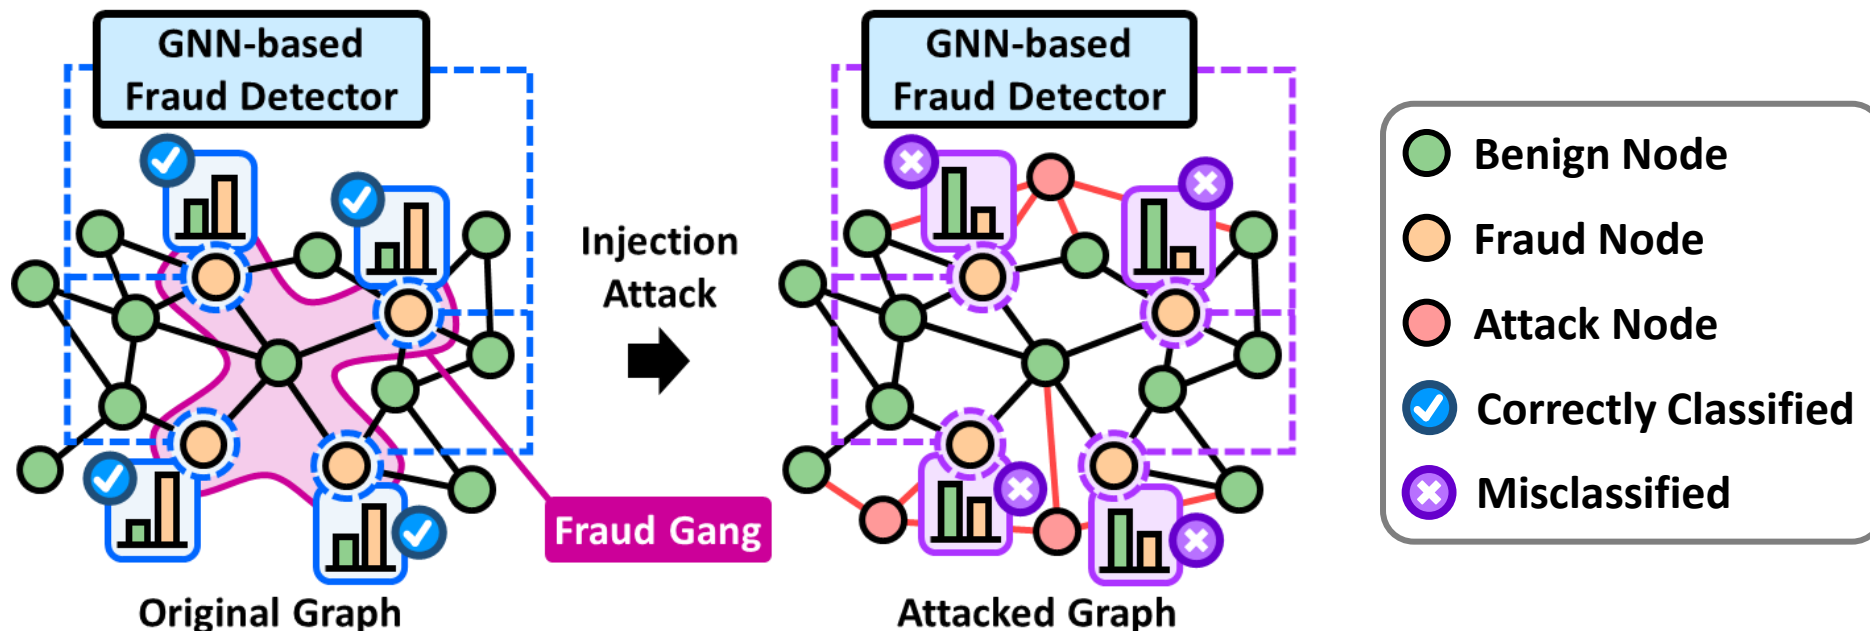 GNN-based
Fraud Detector
GNN-based
Fraud Detector
Injection
Attack
Fraud Gang
Original Graph
Attacked Graph
Benign Node
Fraud Node
Attack Node
Correctly Classified
Misclassified